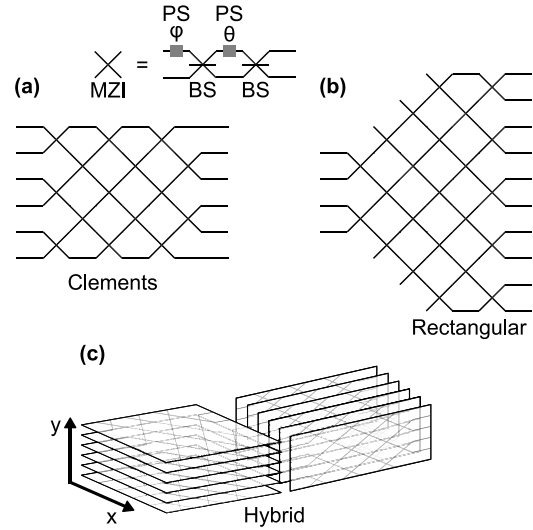 PS PS
φ θ
=
MZI BS BS
(a) (b)
Clements
Rectangular
(c)
y
x
Hybrid